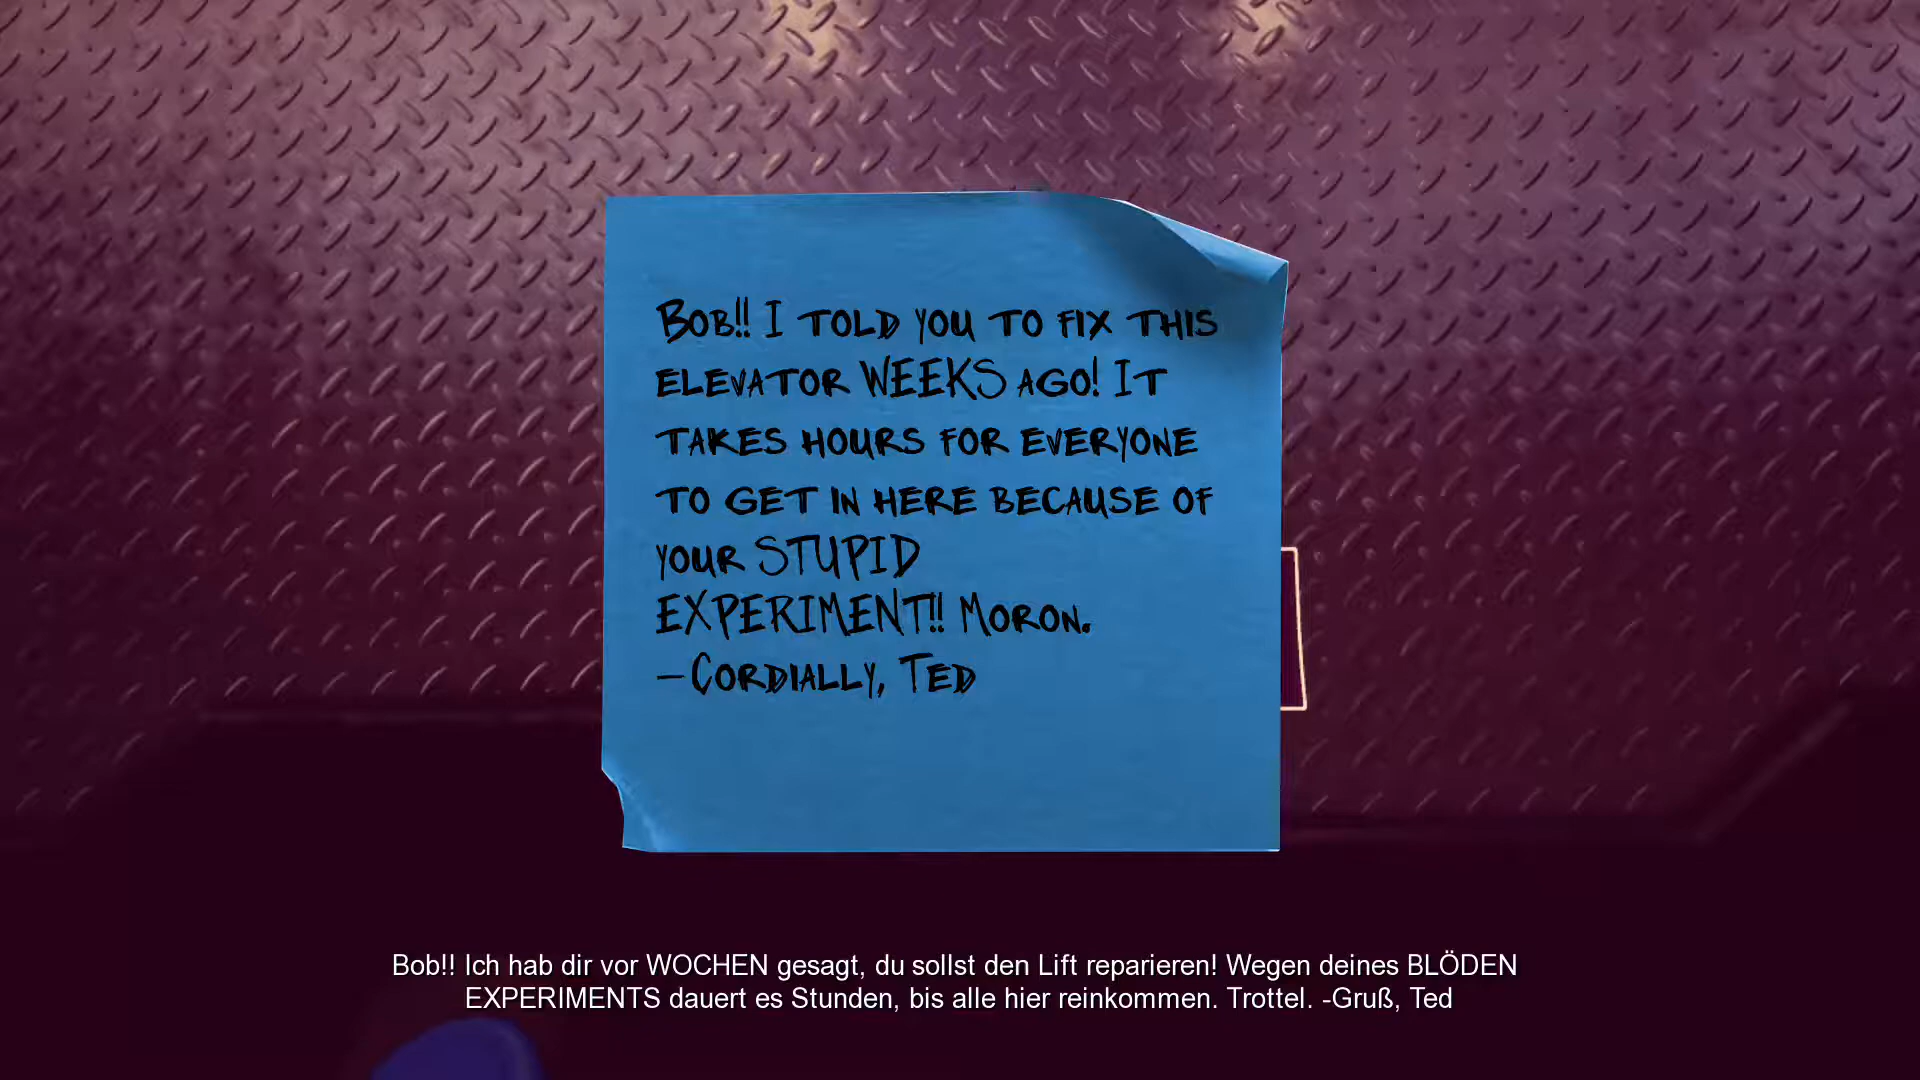 Bob!! I told you to fix this
elevator WEEKS ago! It
takes hours for everyone
to get in here because of
your STUPID
EXPERIMENT!! Moron.
–Cordially, Ted
Bob!! Ich hab dir vor WOCHEN gesagt, du sollst den Lift reparieren! Wegen deines BLÖDEN
EXPERIMENTS dauert es Stunden, bis alle hier reinkommen. Trottel. -Gruß, Ted